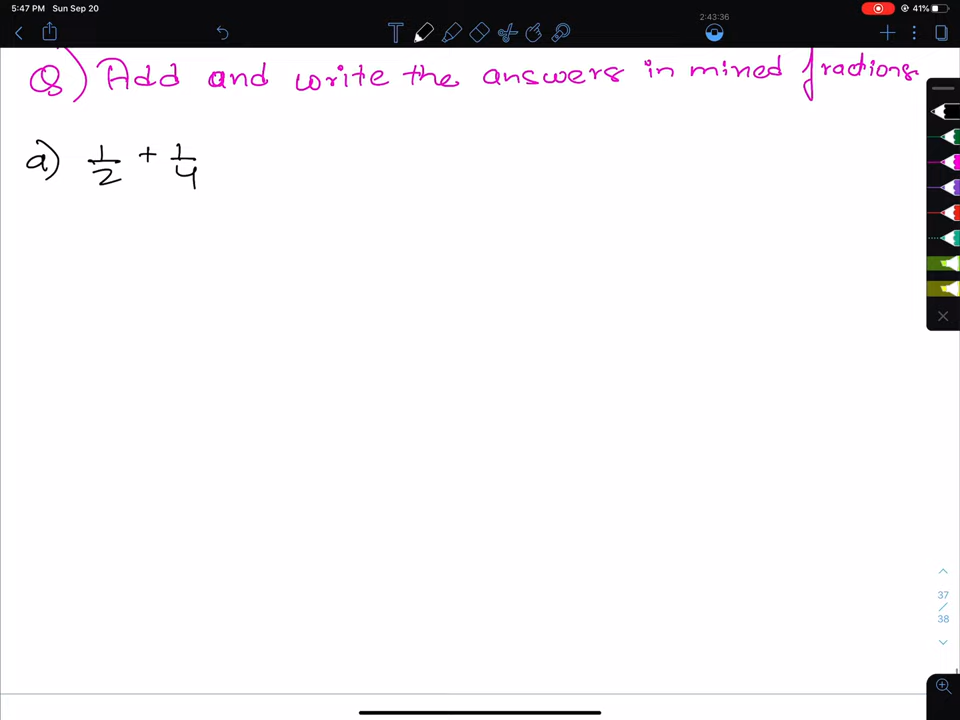 5:47 PM Sun Sep 20
2:43:36
41%
T
Q) Add and write the answers in mined fractions.
a) 1/2 + 1/4
37
/
38